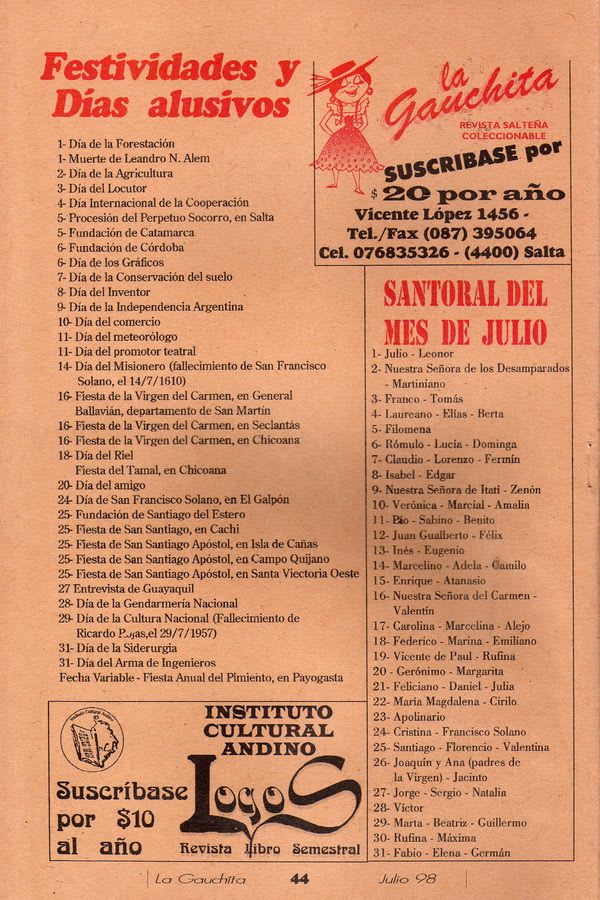 Festividades y
Días alusivos
1- Día de la Forestación
1- Muerte de Leandro N. Alem
2- Día de la Agricultura
3- Día del Locutor
4- Día Internacional de la Cooperación
5- Procesión del Perpetuo Socorro, en Salta
5- Fundación de Catamarca
6- Fundación de Córdoba
6- Día de los Gráficos
7- Día de la Conservación del suelo
8- Día del Inventor
9- Día de la Independencia Argentina
10- Día del comercio
11- Día del meteorólogo
11- Día del promotor teatral
14- Día del Misionero (fallecimiento de San Francisco
Solano, el 14/7/1610)
16- Fiesta de la Virgen del Carmen, en General
Ballavián, departamento de San Martín
16- Fiesta de la Virgen del Carmen, en Seclantás
16- Fiesta de la Virgen del Carmen, en Chicoana
18- Día del Riel
Fiesta del Tamal, en Chicoana
20- Día del amigo
24- Día de San Francisco Solano, en El Galpón
25- Fundación de Santiago del Estero
25- Fiesta de San Santiago, en Cachi
25- Fiesta de San Santiago Apóstol, en Isla de Cañas
25- Fiesta de San Santiago Apóstol, en Campo Quijano
25- Fiesta de San Santiago Apóstol, en Santa Viectoria Oeste
27 Entrevista de Guayaquil
28- Día de la Gendarmería Nacional
29- Día de la Cultura Nacional (Fallecimiento de
Ricardo Rojas,el 29/7/1957)
31- Día de la Siderurgia
31- Día del Arma de Ingenieros
Fecha Variable - Fiesta Anual del Pimiento, en Payogasta
la
Gauchita
REVISTA SALTEÑA
COLECCIONABLE
SUSCRIBASE por
$ 20 por año
Vicente López 1456 -
Tel./Fax (087) 395064
Cel. 076835326 - (4400) Salta
SANTORAL DEL
MES DE JULIO
1- Julio - Leonor
2- Nuestra Señora de los Desamparados
- Martiniano
3- Franco - Tomás
4- Laureano - Elías - Berta
5- Filomena
6- Rómulo - Lucía - Dominga
7- Claudio - Lorenzo - Fermín
8- Isabel - Edgar
9- Nuestra Señora de Itatí - Zenón
10- Verónica - Marcial - Amalia
11- Pío - Sabino - Benito
12- Juan Gualberto - Félix
13- Inés - Eugenio
14- Marcelino - Adela - Camilo
15- Enrique - Atanasio
16- Nuestra Señora del Carmen -
Valentín
17- Carolina - Marcelina - Alejo
18- Federico - Marina - Emiliano
19- Vicente de Paul - Rufina
20 - Gerónimo - Margarita
21- Feliciano - Daniel - Julia
22- María Magdalena - Cirilo
23- Apolinario
24- Cristina - Francisco Solano
25- Santiago - Florencio - Valentina
26- Joaquín y Ana (padres de
la Virgen) - Jacinto
27- Jorge - Sergio - Natalia
28- Víctor
29- Marta - Beatriz - Guillermo
30- Rufina - Máxima
31- Fabio - Elena - Germán
INSTITUTO
CULTURAL
ANDINO
Suscríbase
por $10
al año
Logos
Revista Libro Semestral
La Gauchita 44 Julio 98